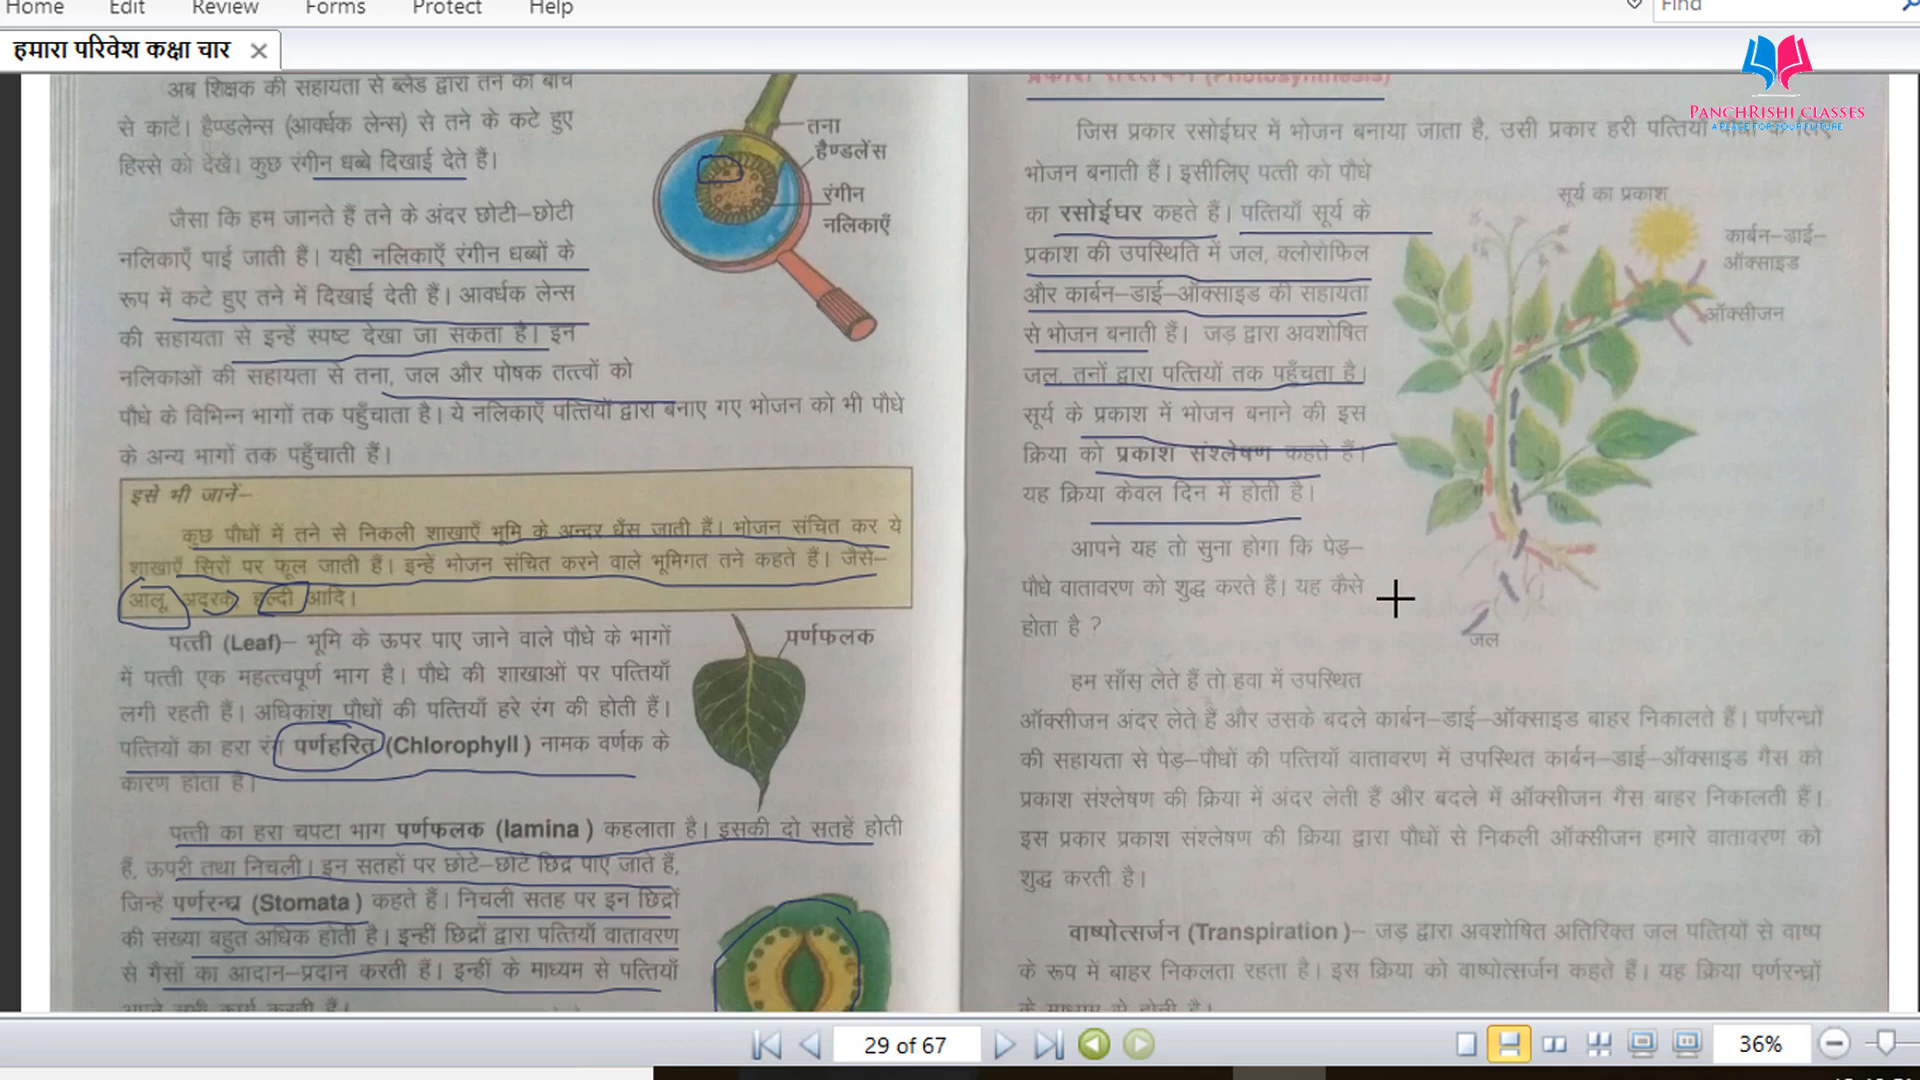 Home Edit Review Forms Protect Help
Find
हमारा परिवेश कक्षा चार
PANCHRISHI CLASSES
A PLACE FOR YOUR FUTURE
अब शिक्षक की सहायता से ब्लेड द्वारा तने को बीच
से काटें। हैण्डलेन्स (आवर्धक लेन्स) से तने के कटे हुए
हिस्से को देखें। कुछ रंगीन धब्बे दिखाई देते हैं।
जैसा कि हम जानते हैं तने के अंदर छोटी–छोटी
नलिकाएँ पाई जाती हैं। यही नलिकाएँ रंगीन धब्बों के
रूप में कटे हुए तने में दिखाई देती हैं। आवर्धक लेन्स
की सहायता से इन्हें स्पष्ट देखा जा सकता है। इन
नलिकाओं की सहायता से तना, जल और पोषक तत्त्वों को
पौधे के विभिन्न भागों तक पहुँचाता है। ये नलिकाएँ पत्तियों द्वारा बनाए गए भोजन को भी पौधे
के अन्य भागों तक पहुँचाती हैं।
तना
हैण्डलेंस
रंगीन
नलिकाएँ
इसे भी जानें–
कुछ पौधों में तने से निकली शाखाएँ भूमि के अन्दर धँस जाती हैं। भोजन संचित कर ये
शाखाएँ सिरों पर फूल जाती हैं। इन्हें भोजन संचित करने वाले भूमिगत तने कहते हैं। जैसे–
आलू, अदरक, हल्दी आदि।
पत्ती (Leaf)– भूमि के ऊपर पाए जाने वाले पौधे के भागों
में पत्ती एक महत्त्वपूर्ण भाग है। पौधे की शाखाओं पर पत्तियाँ
लगी रहती हैं। अधिकांश पौधों की पत्तियाँ हरे रंग की होती हैं।
पत्तियों का हरा रंग पर्णहरित (Chlorophyll) नामक वर्णक के
कारण होता है।
पर्णफलक
पत्ती का हरा चपटा भाग पर्णफलक (lamina) कहलाता है। इसकी दो सतहें होती
हैं, ऊपरी तथा निचली। इन सतहों पर छोटे–छोटे छिद्र पाए जाते हैं,
जिन्हें पर्णरन्ध्र (Stomata) कहते हैं। निचली सतह पर इन छिद्रों
की संख्या बहुत अधिक होती है। इन्हीं छिद्रों द्वारा पत्तियाँ वातावरण
से गैसों का आदान–प्रदान करती हैं। इन्हीं के माध्यम से पत्तियाँ
अपने सभी कार्य करती हैं।
प्रकाश संश्लेषण (Photosynthesis)
जिस प्रकार रसोईघर में भोजन बनाया जाता है, उसी प्रकार हरी पत्तियाँ
भोजन बनाती हैं। इसीलिए पत्ती को पौधे
का रसोईघर कहते हैं। पत्तियाँ सूर्य के
प्रकाश की उपस्थिति में जल, क्लोरोफिल
और कार्बन–डाई–ऑक्साइड की सहायता
से भोजन बनाती हैं। जड़ द्वारा अवशोषित
जल, तनों द्वारा पत्तियों तक पहुँचता है।
सूर्य के प्रकाश में भोजन बनाने की इस
क्रिया को प्रकाश संश्लेषण कहते हैं।
यह क्रिया केवल दिन में होती है।
सूर्य का प्रकाश
कार्बन–डाई–
ऑक्साइड
ऑक्सीजन
जल
आपने यह तो सुना होगा कि पेड़–
पौधे वातावरण को शुद्ध करते हैं। यह कैसे
होता है ?
हम साँस लेते हैं तो हवा में उपस्थित
ऑक्सीजन अंदर लेते हैं और उसके बदले कार्बन–डाई–ऑक्साइड बाहर निकालते हैं। पर्णरन्ध्रों
की सहायता से पेड़–पौधों की पत्तियाँ वातावरण में उपस्थित कार्बन–डाई–ऑक्साइड गैस को
प्रकाश संश्लेषण की क्रिया में अंदर लेती हैं और बदले में ऑक्सीजन गैस बाहर निकालती हैं।
इस प्रकार प्रकाश संश्लेषण की क्रिया द्वारा पौधों से निकली ऑक्सीजन हमारे वातावरण को
शुद्ध करती है।
वाष्पोत्सर्जन (Transpiration)– जड़ द्वारा अवशोषित अतिरिक्त जल पत्तियों से वाष्प
के रूप में बाहर निकलता रहता है। इस क्रिया को वाष्पोत्सर्जन कहते हैं। यह क्रिया पर्णरन्ध्रों
के माध्यम से होती है।
29 of 67
36%